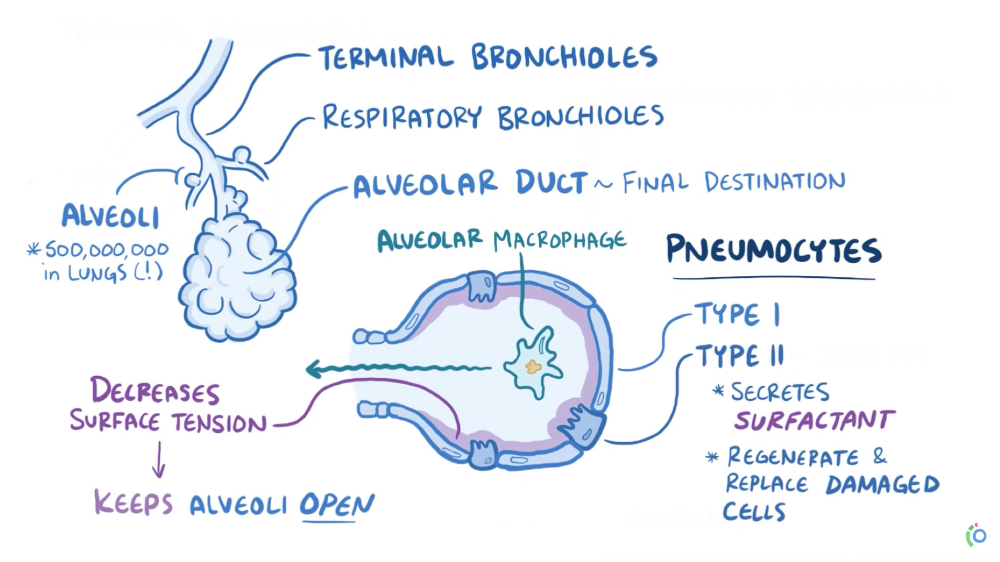 TERMINAL BRONCHIOLES
RESPIRATORY BRONCHIOLES
ALVEOLAR DUCT ~ FINAL DESTINATION
ALVEOLI
* 500,000,000
in LUNGS (!)
ALVEOLAR MACROPHAGE
PNEUMOCYTES
TYPE I
TYPE II
* SECRETES
SURFACTANT
* REGENERATE &
REPLACE DAMAGED
CELLS
DECREASES
SURFACE TENSION
KEEPS ALVEOLI OPEN